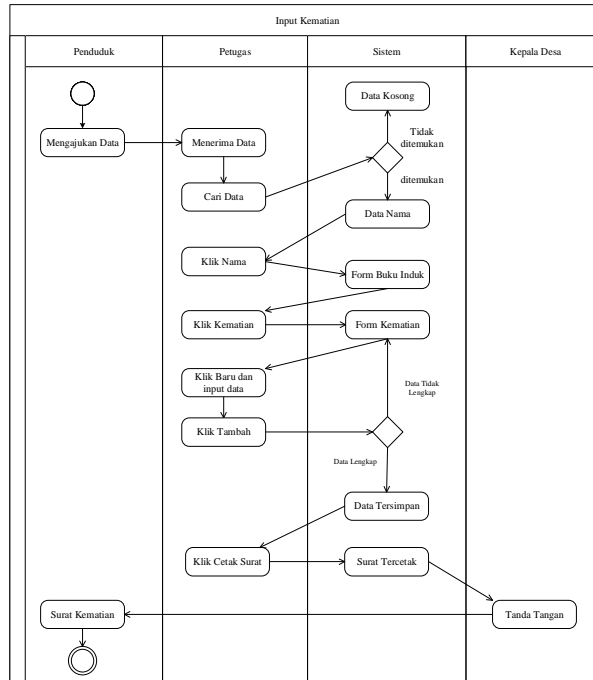 Input Kematian
Penduduk
Petugas
Sistem
Kepala Desa
Data Kosong
Tidak
ditemukan
Mengajukan Data
Menerima Data
ditemukan
Cari Data
Data Nama
Klik Nama
Form Buku Induk
Klik Kematian
Form Kematian
Klik Baru dan
input data
Data Tidak
Lengkap
Klik Tambah
Data Lengkap
Data Tersimpan
Klik Cetak Surat
Surat Tercetak
Surat Kematian
Tanda Tangan